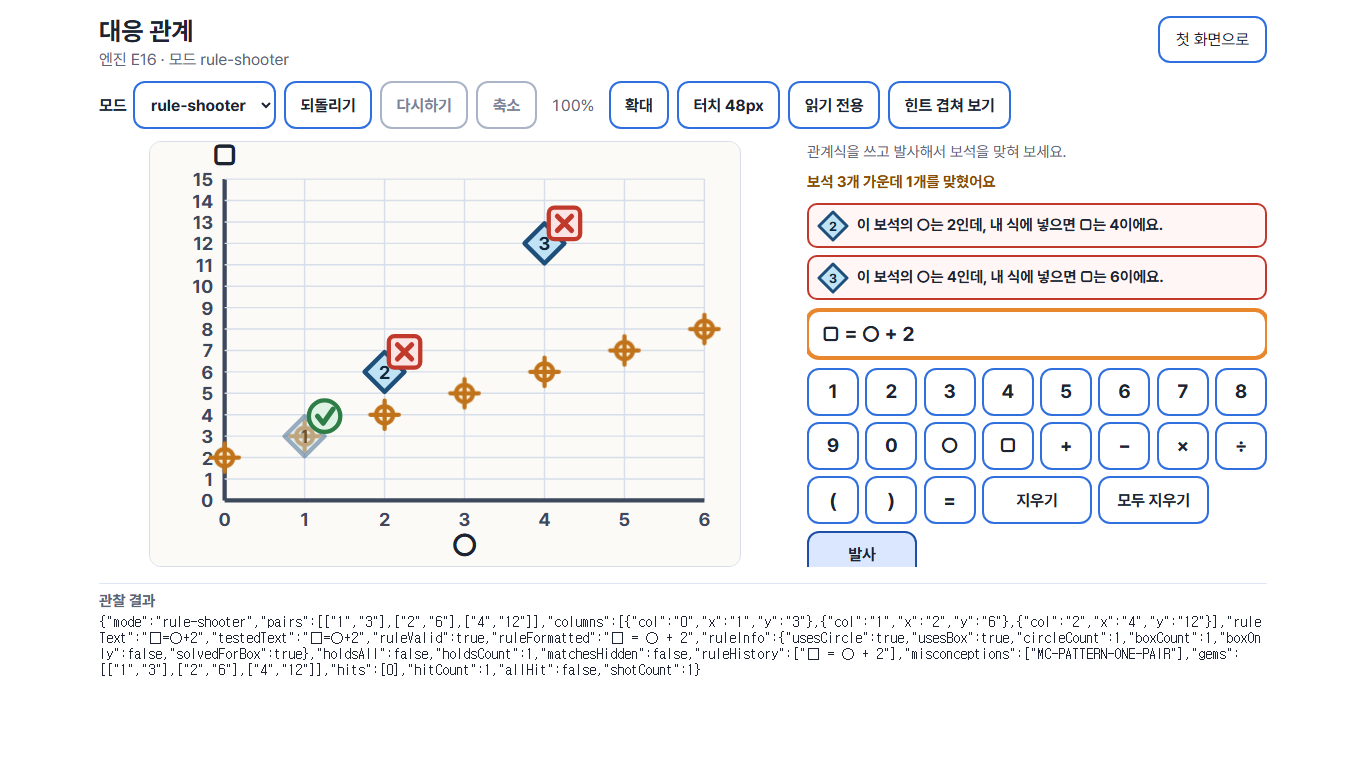 대응 관계
엔진 E16 · 모드 rule-shooter
첫 화면으로
모드 rule-shooter 되돌리기 다시하기 축소 100% 확대 터치 48px 읽기 전용 힌트 겹쳐 보기
□
15
14
13
12
11
10
9
8
7
6
5
4
3
2
1
0
0 1 2 3 4 5 6
○
3
2
1
관계식을 쓰고 발사해서 보석을 맞혀 보세요.
보석 3개 가운데 1개를 맞혔어요
2 이 보석의 ○는 2인데, 내 식에 넣으면 □는 4이에요.
3 이 보석의 ○는 4인데, 내 식에 넣으면 □는 6이에요.
□ = ○ + 2
1 2 3 4 5 6 7 8
9 0 ○ □ + − × ÷
( ) = 지우기 모두 지우기
발사
관찰 결과
{"mode":"rule-shooter","pairs":[["1","3"],["2","6"],["4","12"]],"columns":[{"col":"0","x":"1","y":"3"},{"col":"1","x":"2","y":"6"},{"col":"2","x":"4","y":"12"}],"rule
Text":"□=○+2","testedText":"□=○+2","ruleValid":true,"ruleFormatted":"□ = ○ + 2","ruleInfo":{"usesCircle":true,"usesBox":true,"circleCount":1,"boxCount":1,"boxOn
ly":false,"solvedForBox":true},"holdsAll":false,"holdsCount":1,"matchesHidden":false,"ruleHistory":["□ = ○ + 2"],"misconceptions":["MC-PATTERN-ONE-PAIR"],"gems":
[["1","3"],["2","6"],["4","12"]],"hits":[0],"hitCount":1,"allHit":false,"shotCount":1}